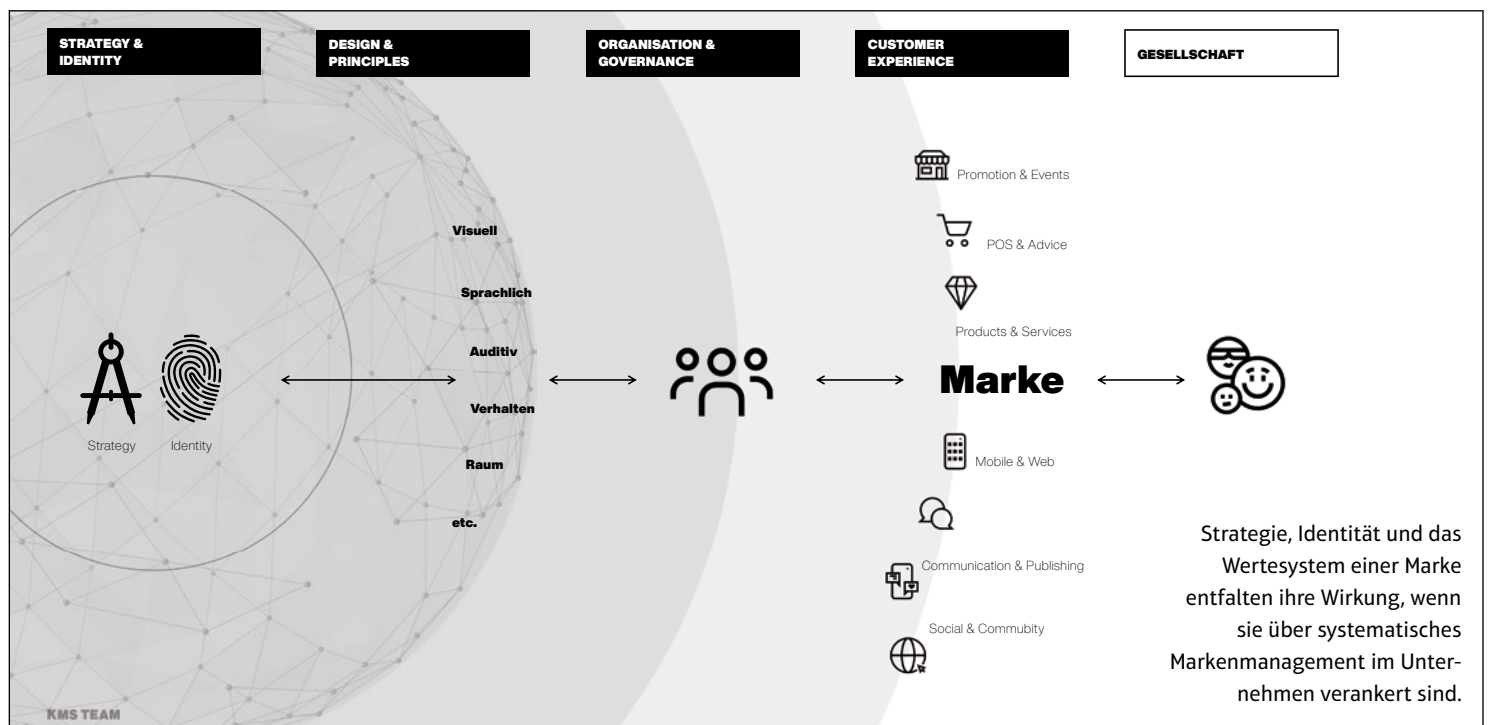 STRATEGY &
IDENTITY
DESIGN &
PRINCIPLES
ORGANISATION &
GOVERNANCE
CUSTOMER
EXPERIENCE
GESELLSCHAFT
Promotion & Events
Visuell
POS & Advice
Sprachlich
Products & Services
Auditiv
Marke
Verhalten
Strategy
Identity
Raum
Mobile & Web
etc.
Communication & Publishing
Social & Commubity
Strategie, Identität und das
Wertesystem einer Marke
entfalten ihre Wirkung, wenn
sie über systematisches
Markenmanagement im Unter-
nehmen verankert sind.
KMS TEAM